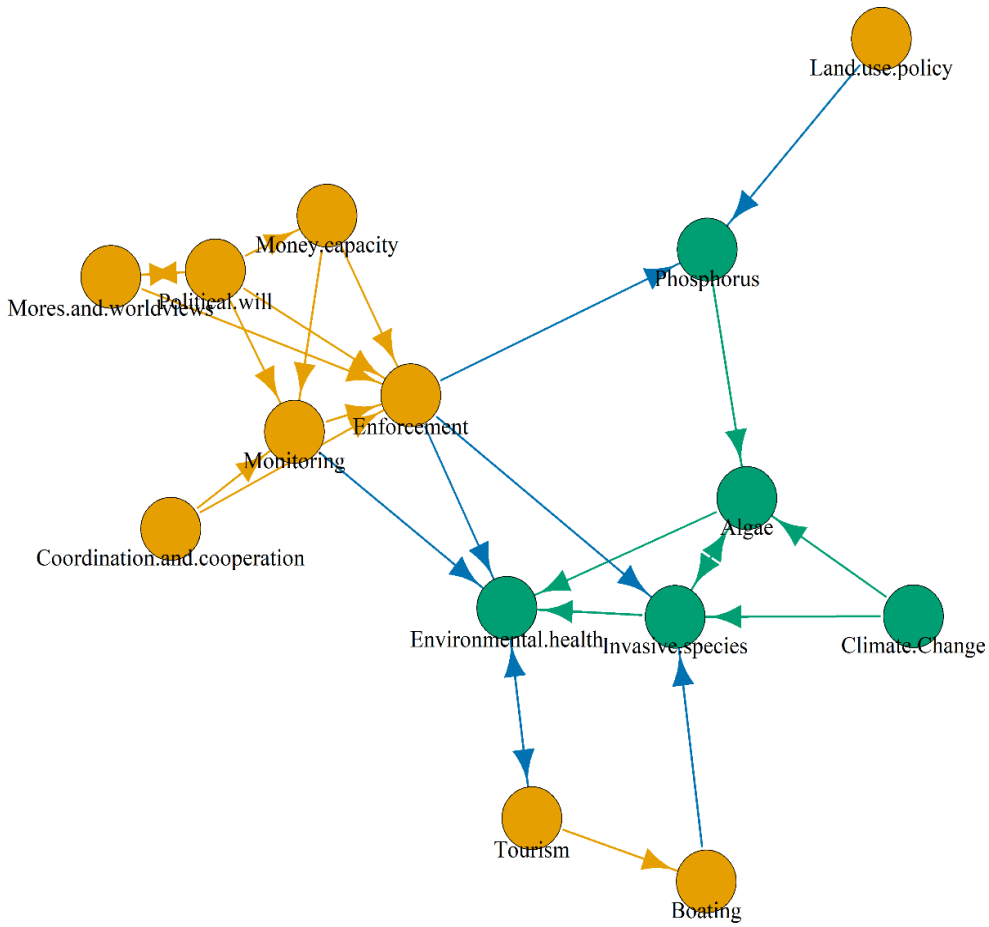 Land.use.policy
Money.capacity
Phosphorus
Mores.and.worldviews
Political.will
Enforcement
Monitoring
Algae
Coordination.and.cooperation
Environmental.health
Invasive.species
Climate.Change
Tourism
Boating